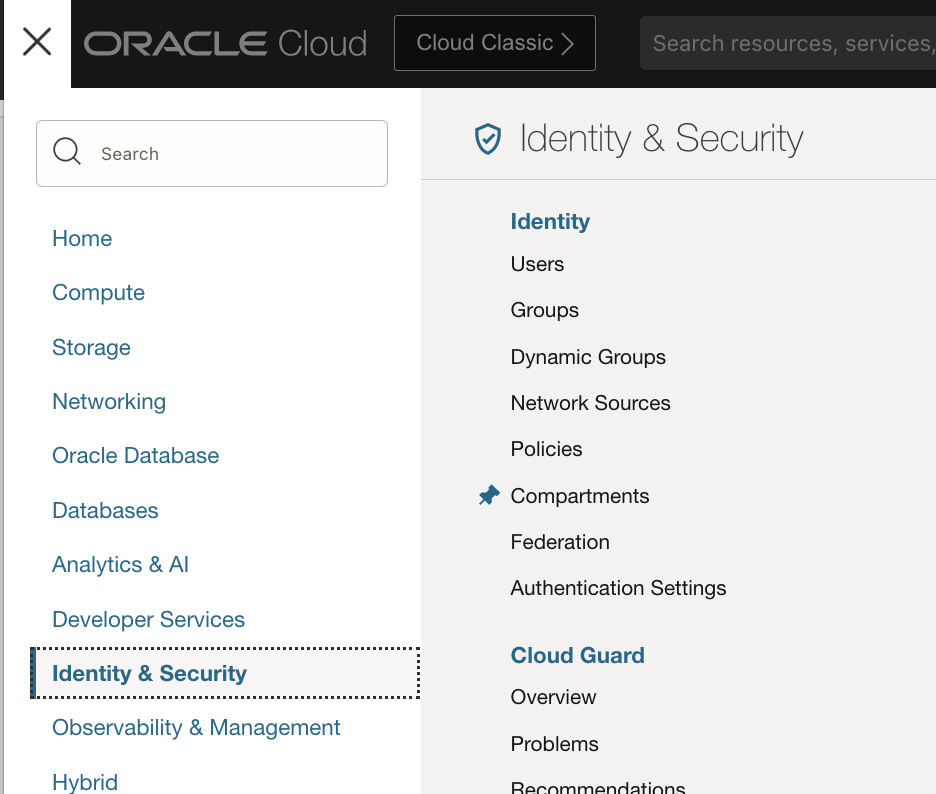 ORACLE Cloud
Cloud Classic
Search resources, services,
Search
Home
Compute
Storage
Networking
Oracle Database
Databases
Analytics & AI
Developer Services
Identity & Security
Observability & Management
Hybrid
Identity & Security
Identity
Users
Groups
Dynamic Groups
Network Sources
Policies
Compartments
Federation
Authentication Settings
Cloud Guard
Overview
Problems
Recommendations